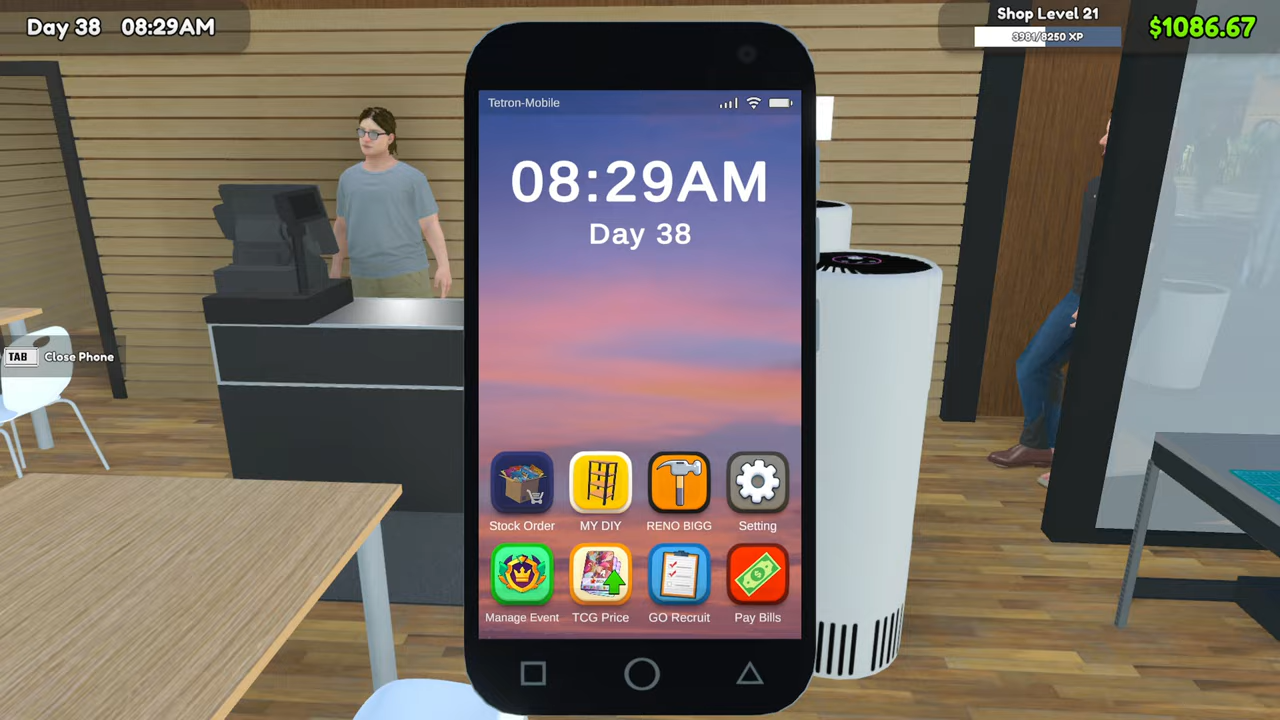 Day 38 08:29AM
Shop Level 21
3981/8250 XP
$1086.67
Tetron-Mobile
08:29AM
Day 38
TAB Close Phone
Stock Order
MY DIY
RENO BIGG
Setting
Manage Event
TCG Price
GO Recruit
Pay Bills